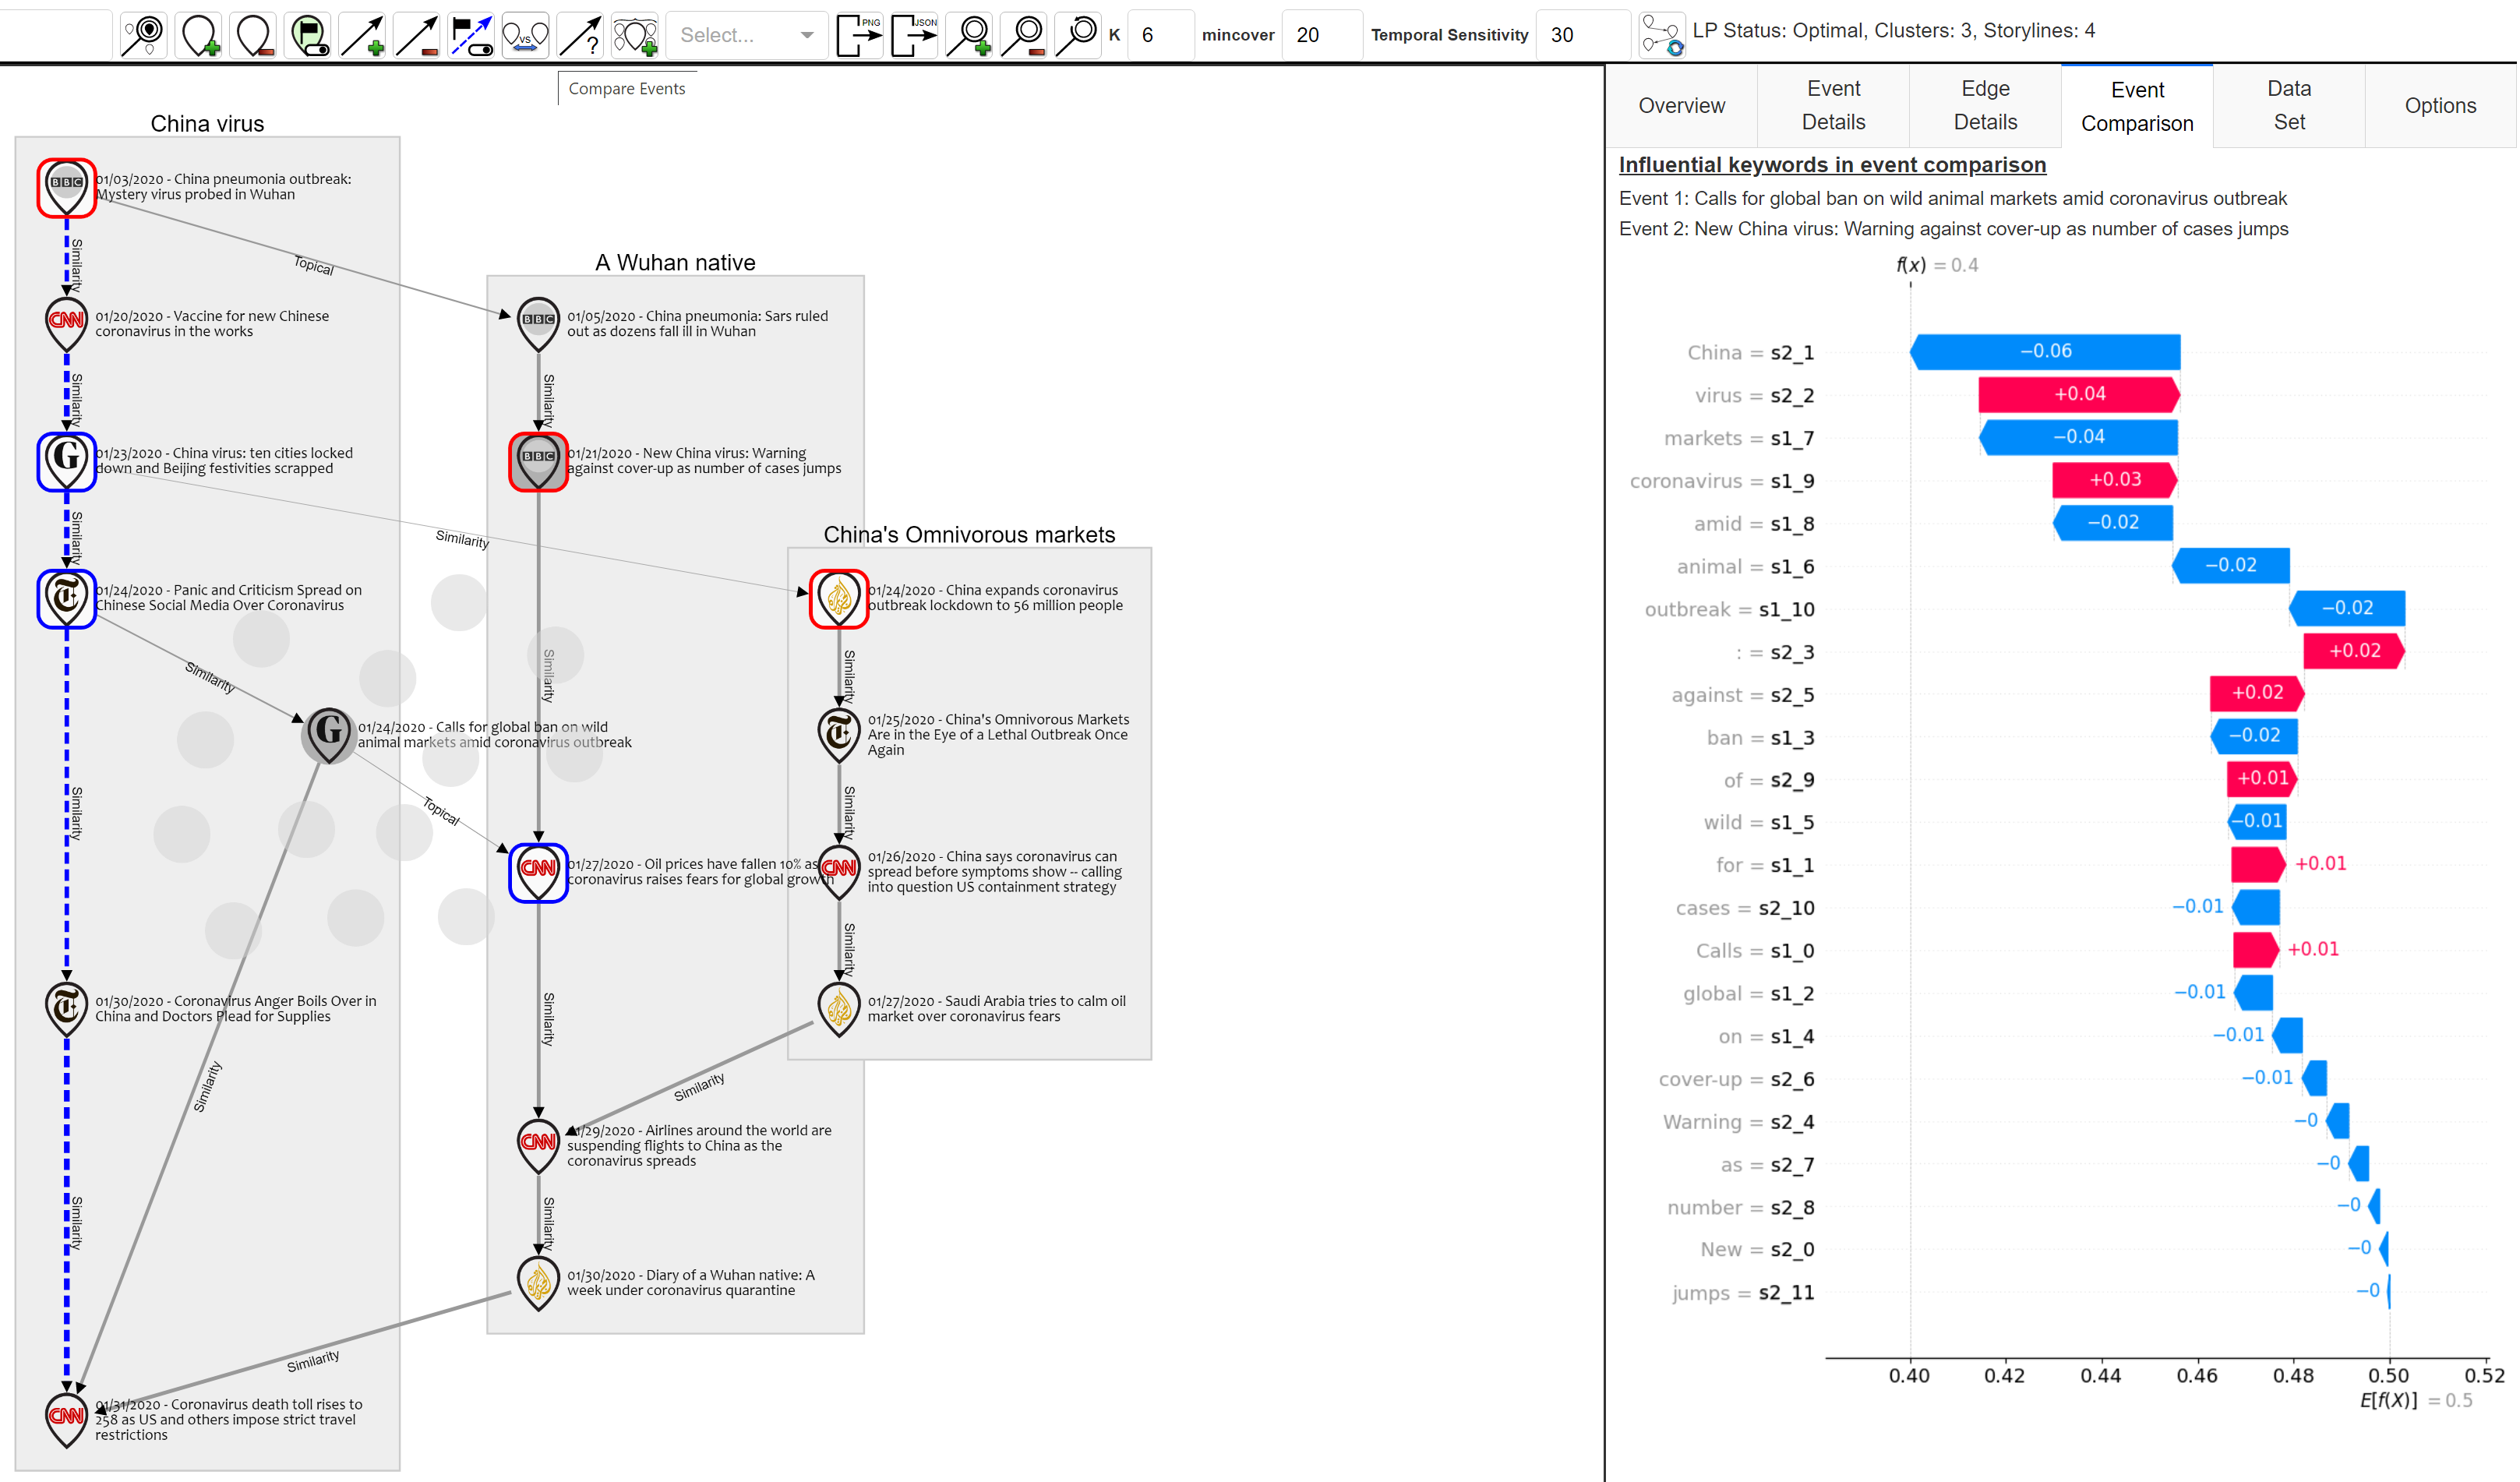 PNG
JSON
VS
?
Select...
K
6
mincover
20
Temporal Sensitivity
30
LP Status: Optimal, Clusters: 3, Storylines: 4
Compare Events
China virus
BBC
01/03/2020 - China pneumonia outbreak:
Mystery virus probed in Wuhan
Similarity
Topical
CNN
01/20/2020 - Vaccine for new Chinese
coronavirus in the works
Similarity
G
01/23/2020 - China virus: ten cities locked
down and Beijing festivities scrapped
Similarity
Similarity
T
01/24/2020 - Panic and Criticism Spread on
Chinese Social Media Over Coronavirus
Similarity
Similarity
G
01/24/2020 - Calls for global ban on wild
animal markets amid coronavirus outbreak
Topical
Similarity
T
01/30/2020 - Coronavirus Anger Boils Over in
China and Doctors Plead for Supplies
Similarity
CNN
01/31/2020 - Coronavirus death toll rises to
258 as US and others impose strict travel
restrictions
A Wuhan native
BBC
01/05/2020 - China pneumonia: Sars ruled
out as dozens fall ill in Wuhan
Similarity
BBC
01/21/2020 - New China virus: Warning
against cover-up as number of cases jumps
Similarity
CNN
01/27/2020 - Oil prices have fallen 10% as
coronavirus raises fears for global growth
Similarity
CNN
01/29/2020 - Airlines around the world are
suspending flights to China as the
coronavirus spreads
Similarity
01/30/2020 - Diary of a Wuhan native: A
week under coronavirus quarantine
Similarity
China's Omnivorous markets
01/24/2020 - China expands coronavirus
outbreak lockdown to 56 million people
Similarity
T
01/25/2020 - China's Omnivorous Markets
Are in the Eye of a Lethal Outbreak Once
Again
Similarity
CNN
01/26/2020 - China says coronavirus can
spread before symptoms show -- calling
into question US containment strategy
Similarity
01/27/2020 - Saudi Arabia tries to calm oil
market over coronavirus fears
Similarity
Overview
Event
Details
Edge
Details
Event
Comparison
Data
Set
Options
Influential keywords in event comparison
Event 1: Calls for global ban on wild animal markets amid coronavirus outbreak
Event 2: New China virus: Warning against cover-up as number of cases jumps
f(x) = 0.4
China = s2_1 −0.06
virus = s2_2 +0.04
markets = s1_7 −0.04
coronavirus = s1_9 +0.03
amid = s1_8 −0.02
animal = s1_6 −0.02
outbreak = s1_10 −0.02
: = s2_3 +0.02
against = s2_5 +0.02
ban = s1_3 −0.02
of = s2_9 +0.01
wild = s1_5 −0.01
for = s1_1 +0.01
cases = s2_10 −0.01
Calls = s1_0 +0.01
global = s1_2 −0.01
on = s1_4 −0.01
cover-up = s2_6 −0.01
Warning = s2_4 −0
as = s2_7 −0
number = s2_8 −0
New = s2_0 −0
jumps = s2_11 −0
0.40 0.42 0.44 0.46 0.48 0.50 0.52
E[f(X)] = 0.5